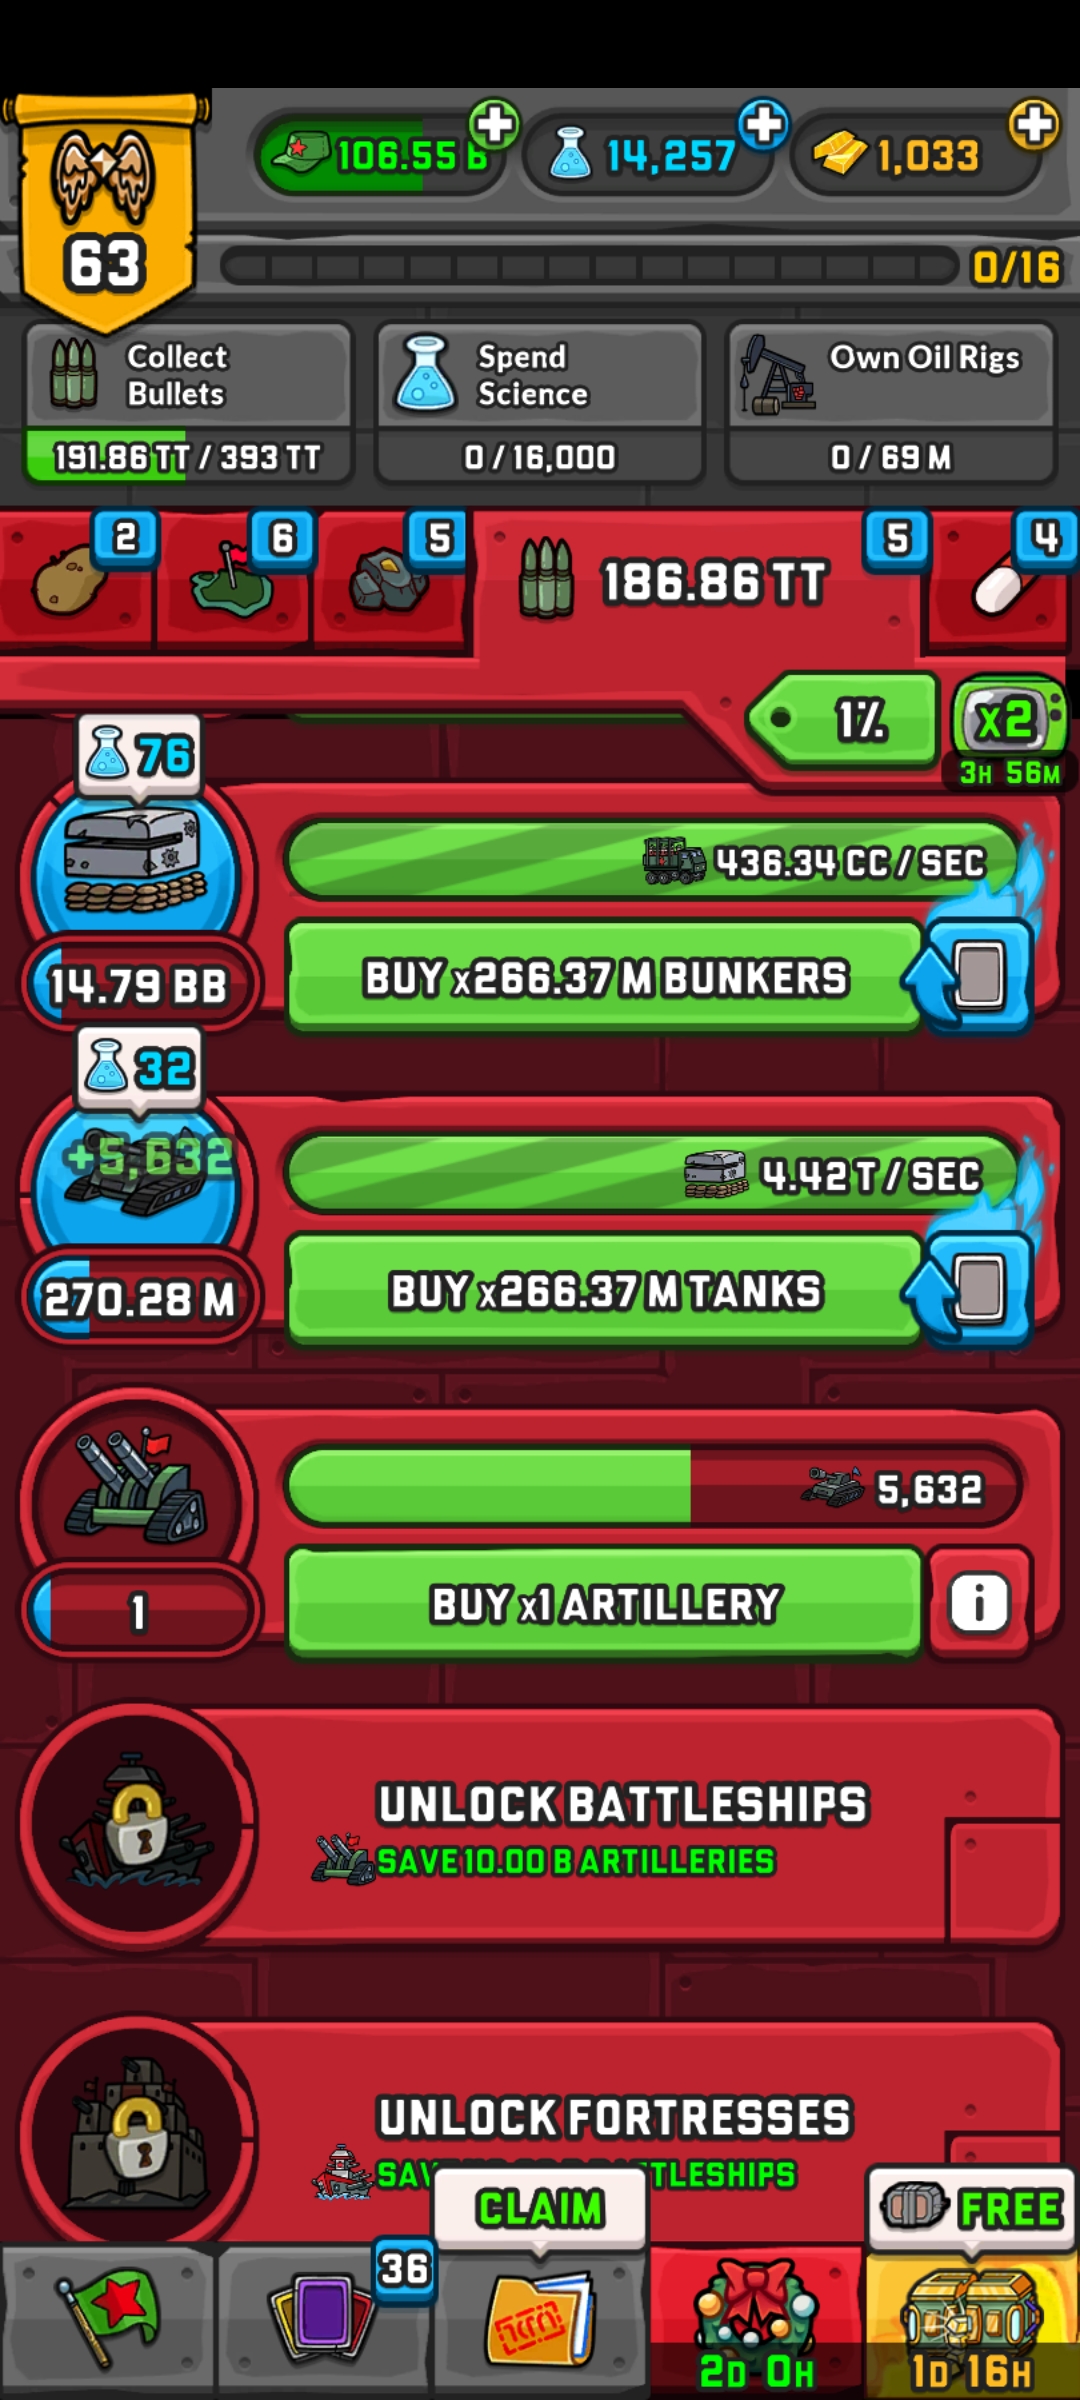 106.55 B
14,257
1,033
63
0/16
Collect
Bullets
191.86 TT / 393 TT
Spend
Science
0 / 16,000
Own Oil Rigs
0 / 69 M
2
6
5
186.86 TT
5
4
1%
x2
3H 56M
76
436.34 CC / SEC
14.79 BB
BUY x266.37 M BUNKERS
32
+5,632
4.42 T / SEC
270.28 M
BUY x266.37 M TANKS
5,632
1
BUY x1 ARTILLERY
i
UNLOCK BATTLESHIPS
SAVE 10.00 B ARTILLERIES
UNLOCK FORTRESSES
CLAIM
FREE
36
2D 0H
1D 16H